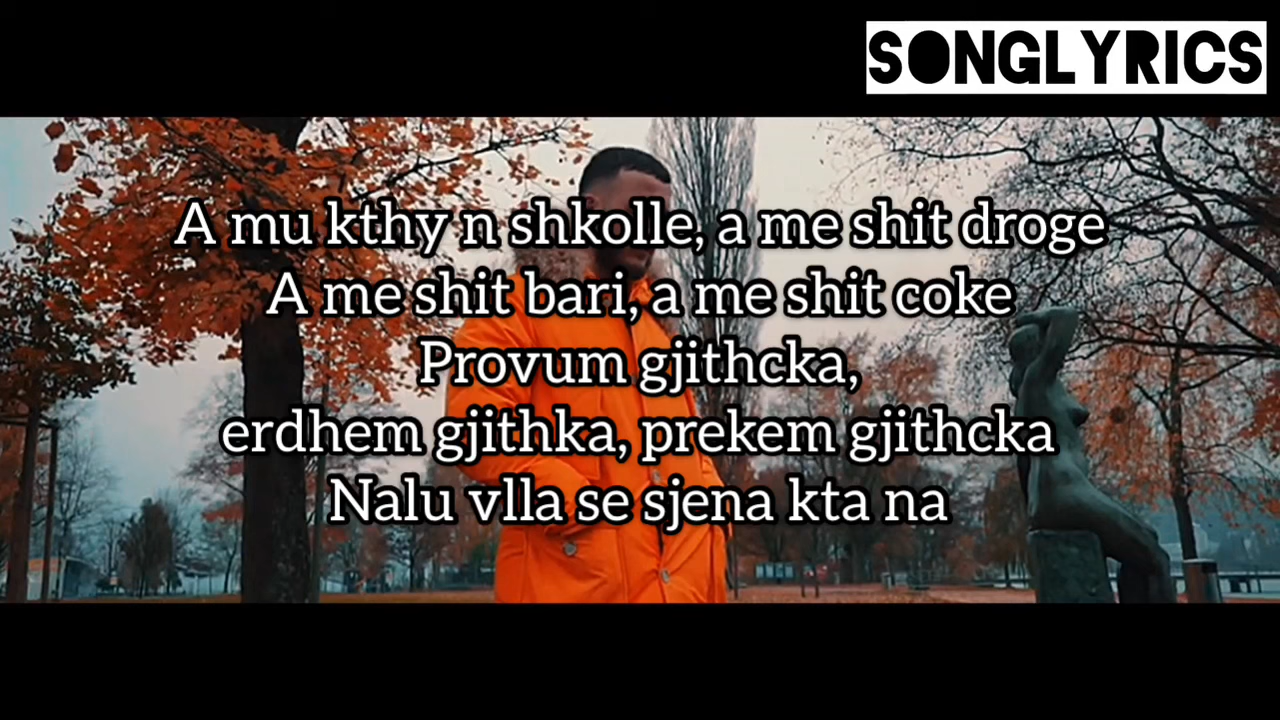 SONGLYRICS
A mu kthy n shkolle, a me shit droge
A me shit bari, a me shit coke
Provum gjithcka,
erdhem gjithka, prekem gjithcka
Nalu vlla se sjena kta na